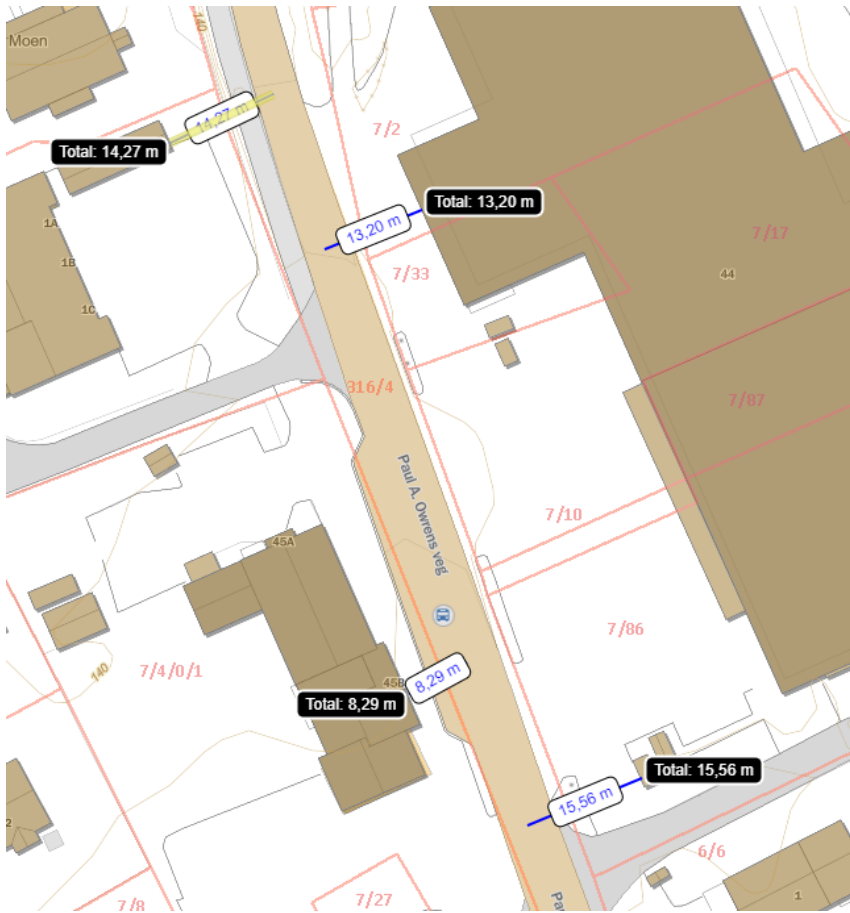 Moen
140
14,27 m
Total: 14,27 m
7/2
Total: 13,20 m
13,20 m
1A
7/17
1B
7/33
44
1C
316/4
7/87
Paul A. Owrens veg
7/10
45A
7/86
7/4/0/1
140
45B
8,29 m
Total: 8,29 m
Total: 15,56 m
15,56 m
2
6/6
7/8
7/27
1